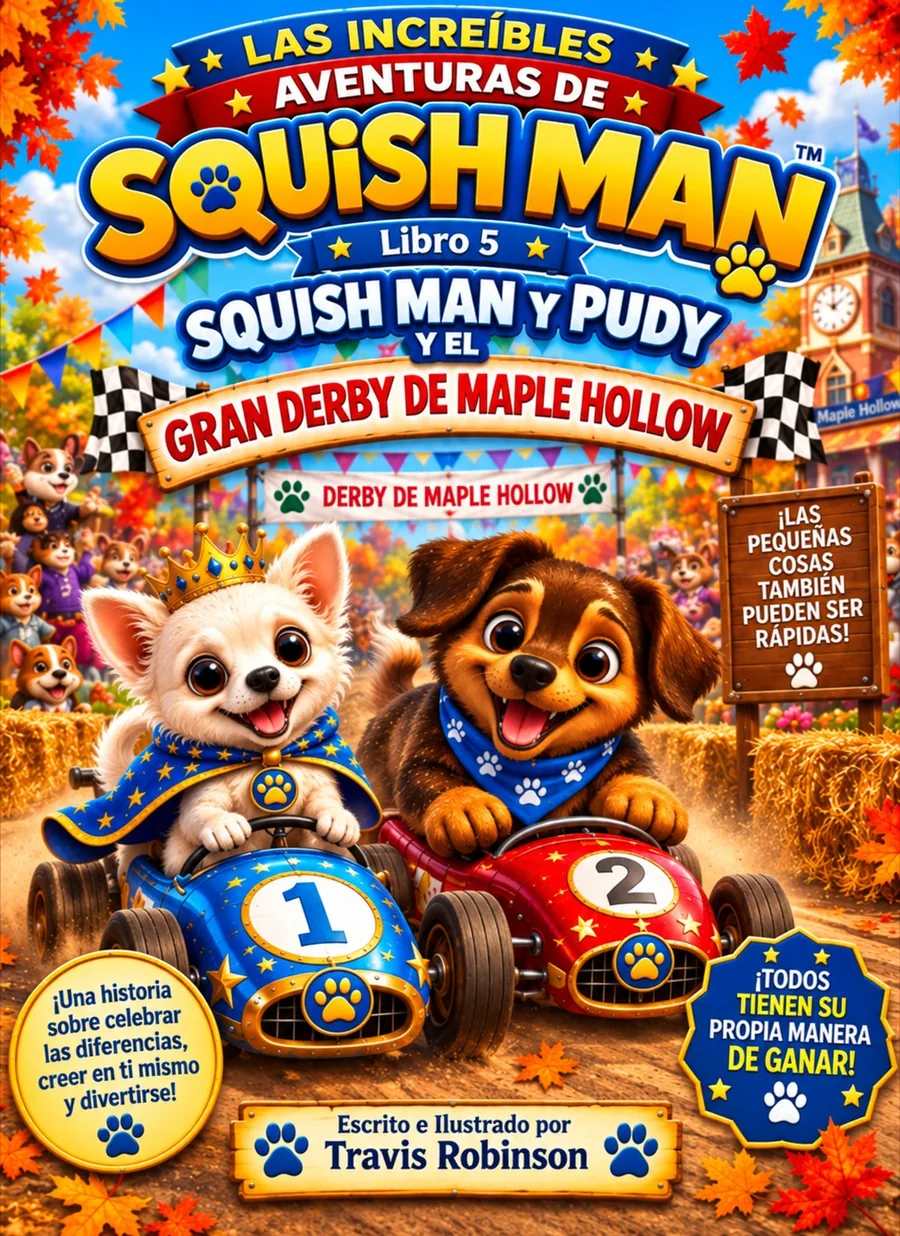 LAS INCREÍBLES
AVENTURAS DE
SQUiSH MAN™
Libro 5
SQUISH MAN Y PUDY
Y EL
GRAN DERBY DE MAPLE HOLLOW
Maple Hollow
DERBY DE MAPLE HOLLOW
¡LAS
PEQUEÑAS
COSAS
TAMBIÉN
PUEDEN SER
RÁPIDAS!
1
2
¡Una historia
sobre celebrar
las diferencias,
creer en ti mismo
y divertirse!
¡TODOS
TIENEN SU
PROPIA MANERA
DE GANAR!
Escrito e Ilustrado por
Travis Robinson